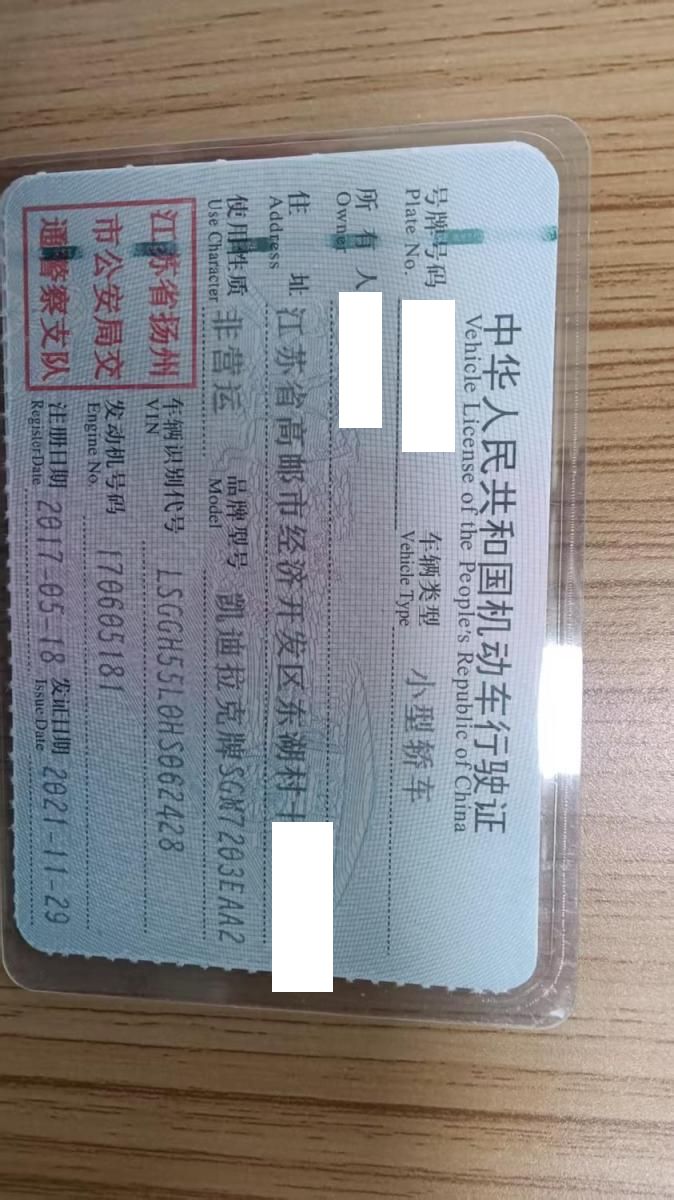 中华人民共和国机动车行驶证
Vehicle License of the People's Republic of China
号牌号码
Plate No.
车辆类型 小型轿车
Vehicle Type
所有人
Owner
住址 江苏省高邮市经济开发区东湖村十
Address
使用性质 非营运 品牌型号 凯迪拉克牌SGM7203EAA2
Use Character Model
江苏省扬州
市公安局交
通警察支队
车辆识别代号 LSGGH55L0HS002428
VIN
发动机号码 170605181
Engine No.
注册日期 2017-05-18 发证日期 2021-11-29
Register Date Issue Date